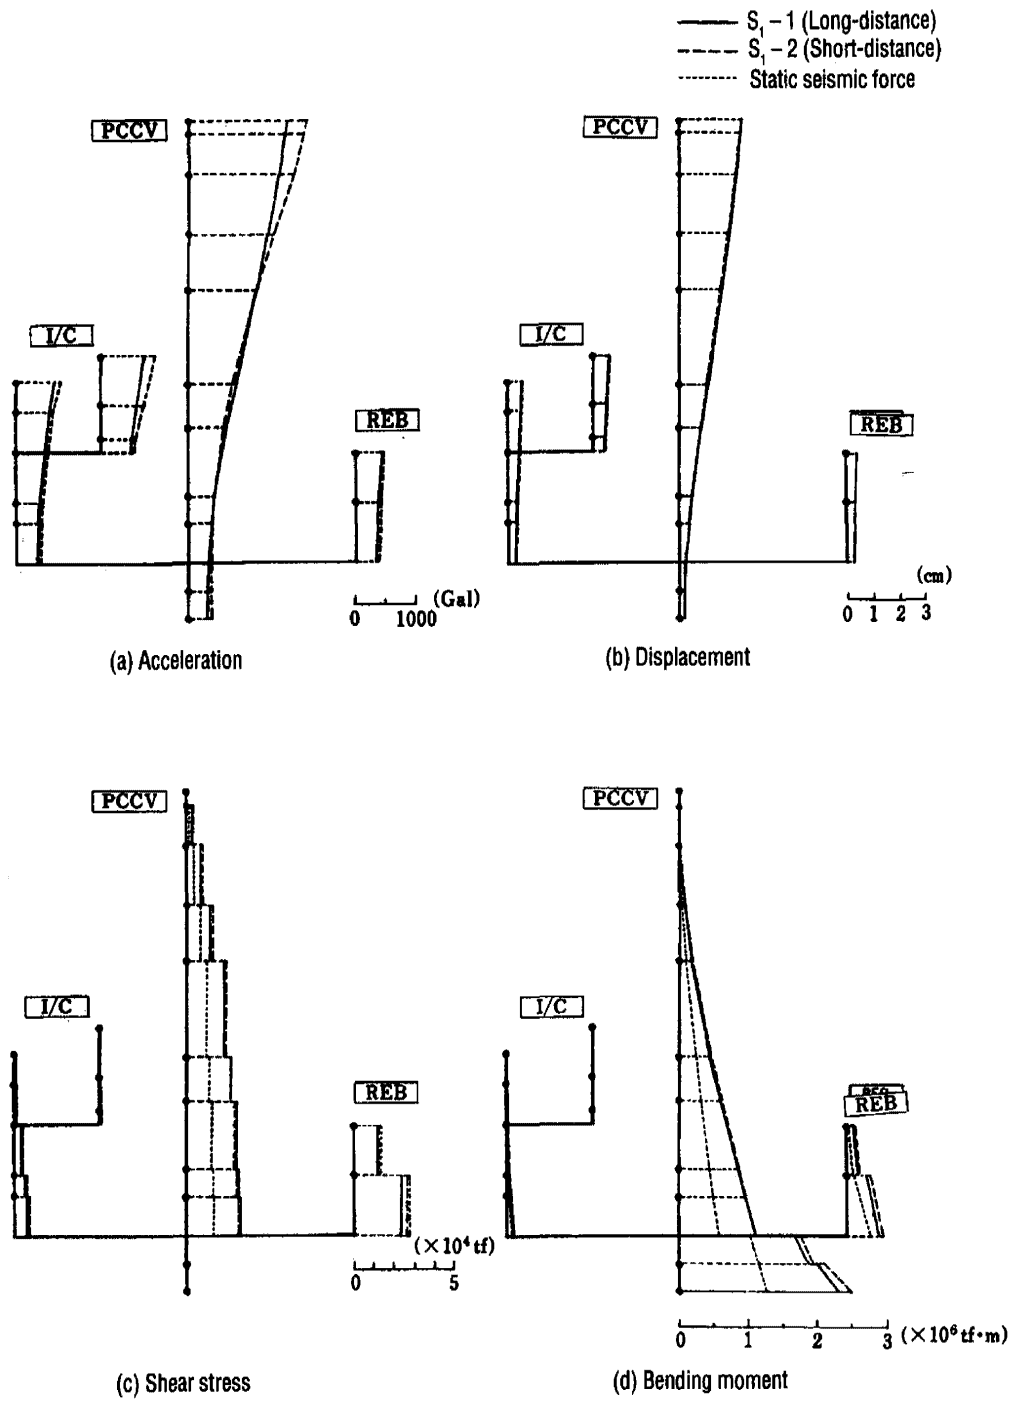 S₁ – 1 (Long-distance)
S₁ – 2 (Short-distance)
Static seismic force
PCCV
PCCV
I/C
I/C
REB
REB
(Gal)
0 1000
(cm)
0 1 2 3
(a) Acceleration
(b) Displacement
PCCV
PCCV
I/C
I/C
REB
REB
(×10⁴ tf)
0 5
0 1 2 3 (×10⁶ tf·m)
(c) Shear stress
(d) Bending moment